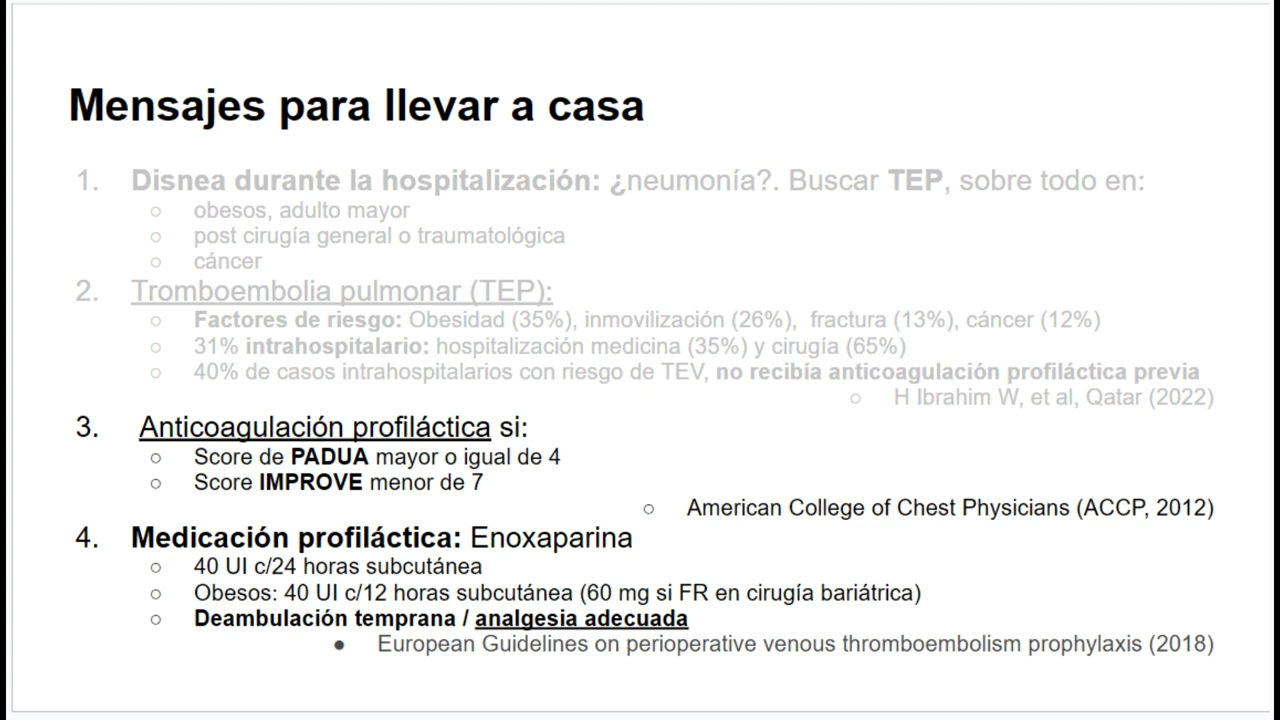 Mensajes para llevar a casa
1. Disnea durante la hospitalización: ¿neumonía?. Buscar TEP, sobre todo en:
○ obesos, adulto mayor
○ post cirugía general o traumatológica
○ cáncer
2. Tromboembolia pulmonar (TEP):
○ Factores de riesgo: Obesidad (35%), inmovilización (26%), fractura (13%), cáncer (12%)
○ 31% intrahospitalario: hospitalización medicina (35%) y cirugía (65%)
○ 40% de casos intrahospitalarios con riesgo de TEV, no recibía anticoagulación profiláctica previa
○ H Ibrahim W, et al, Qatar (2022)
3. Anticoagulación profiláctica si:
○ Score de PADUA mayor o igual de 4
○ Score IMPROVE menor de 7
○ American College of Chest Physicians (ACCP, 2012)
4. Medicación profiláctica: Enoxaparina
○ 40 UI c/24 horas subcutánea
○ Obesos: 40 UI c/12 horas subcutánea (60 mg si FR en cirugía bariátrica)
○ Deambulación temprana / analgesia adecuada
● European Guidelines on perioperative venous thromboembolism prophylaxis (2018)